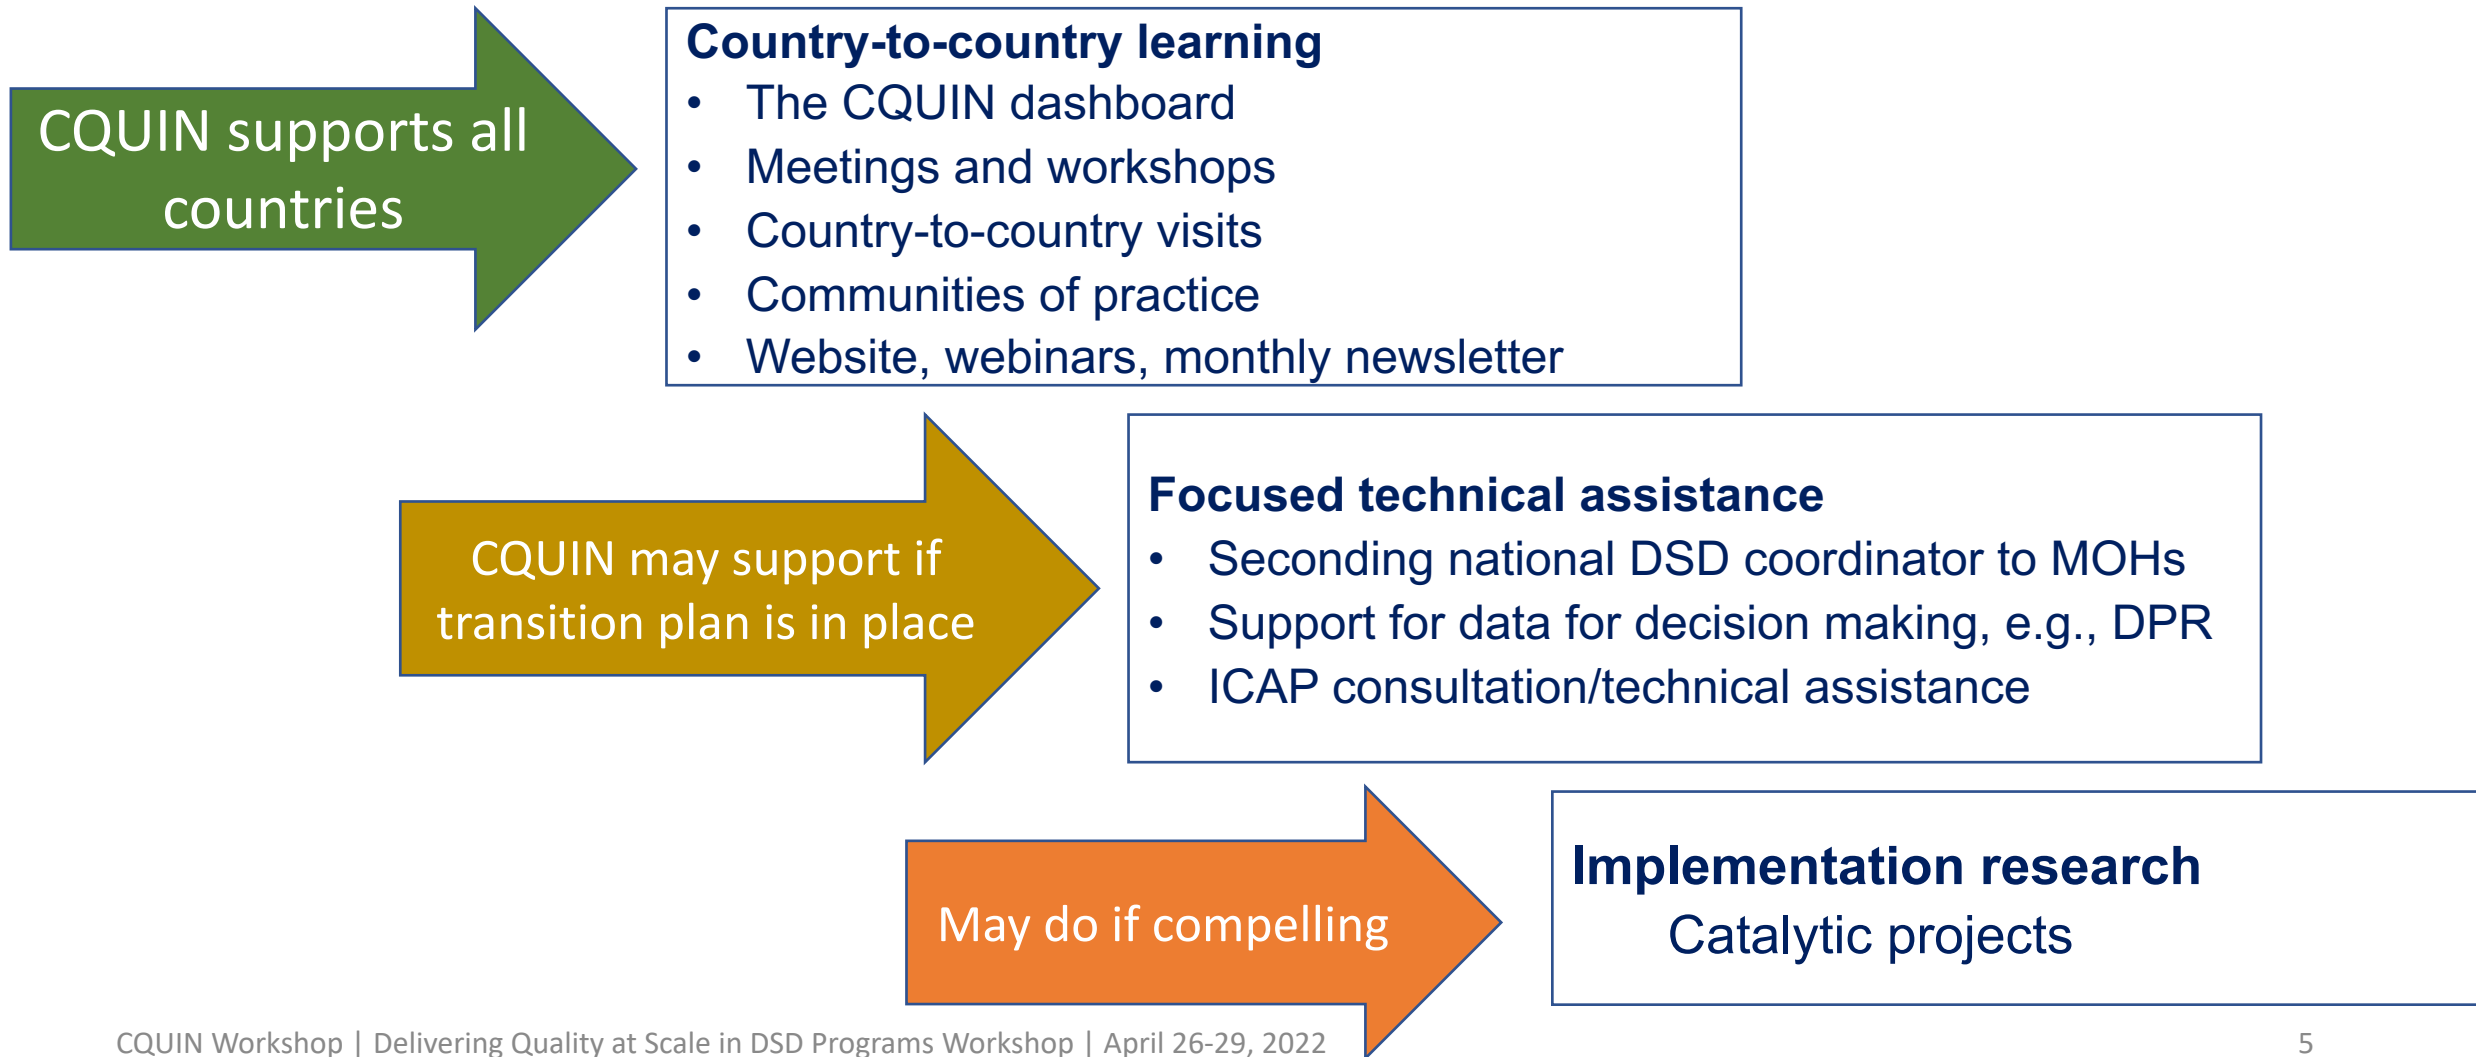 CQUIN supports all
countries
Country-to-country learning
• The CQUIN dashboard
• Meetings and workshops
• Country-to-country visits
• Communities of practice
• Website, webinars, monthly newsletter
CQUIN may support if
transition plan is in place
Focused technical assistance
• Seconding national DSD coordinator to MOHs
• Support for data for decision making, e.g., DPR
• ICAP consultation/technical assistance
May do if compelling
Implementation research
Catalytic projects
CQUIN Workshop | Delivering Quality at Scale in DSD Programs Workshop | April 26-29, 2022
5